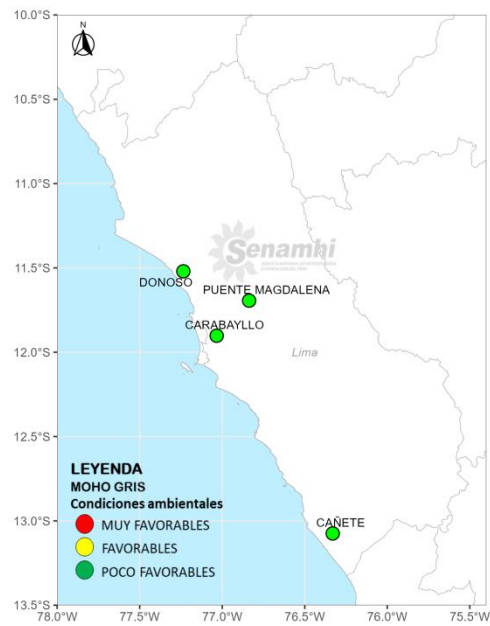 10.0°S
N
10.5°S
11.0°S
Senamhi
11.5°S
DONOSO
PUENTE MAGDALENA
CARABAYLLO
12.0°S
Lima
12.5°S
LEYENDA
MOHO GRIS
Condiciones ambientales
MUY FAVORABLES
FAVORABLES
POCO FAVORABLES
CAÑETE
13.0°S
13.5°S
78.0°W 77.5°W 77.0°W 76.5°W 76.0°W 75.5W